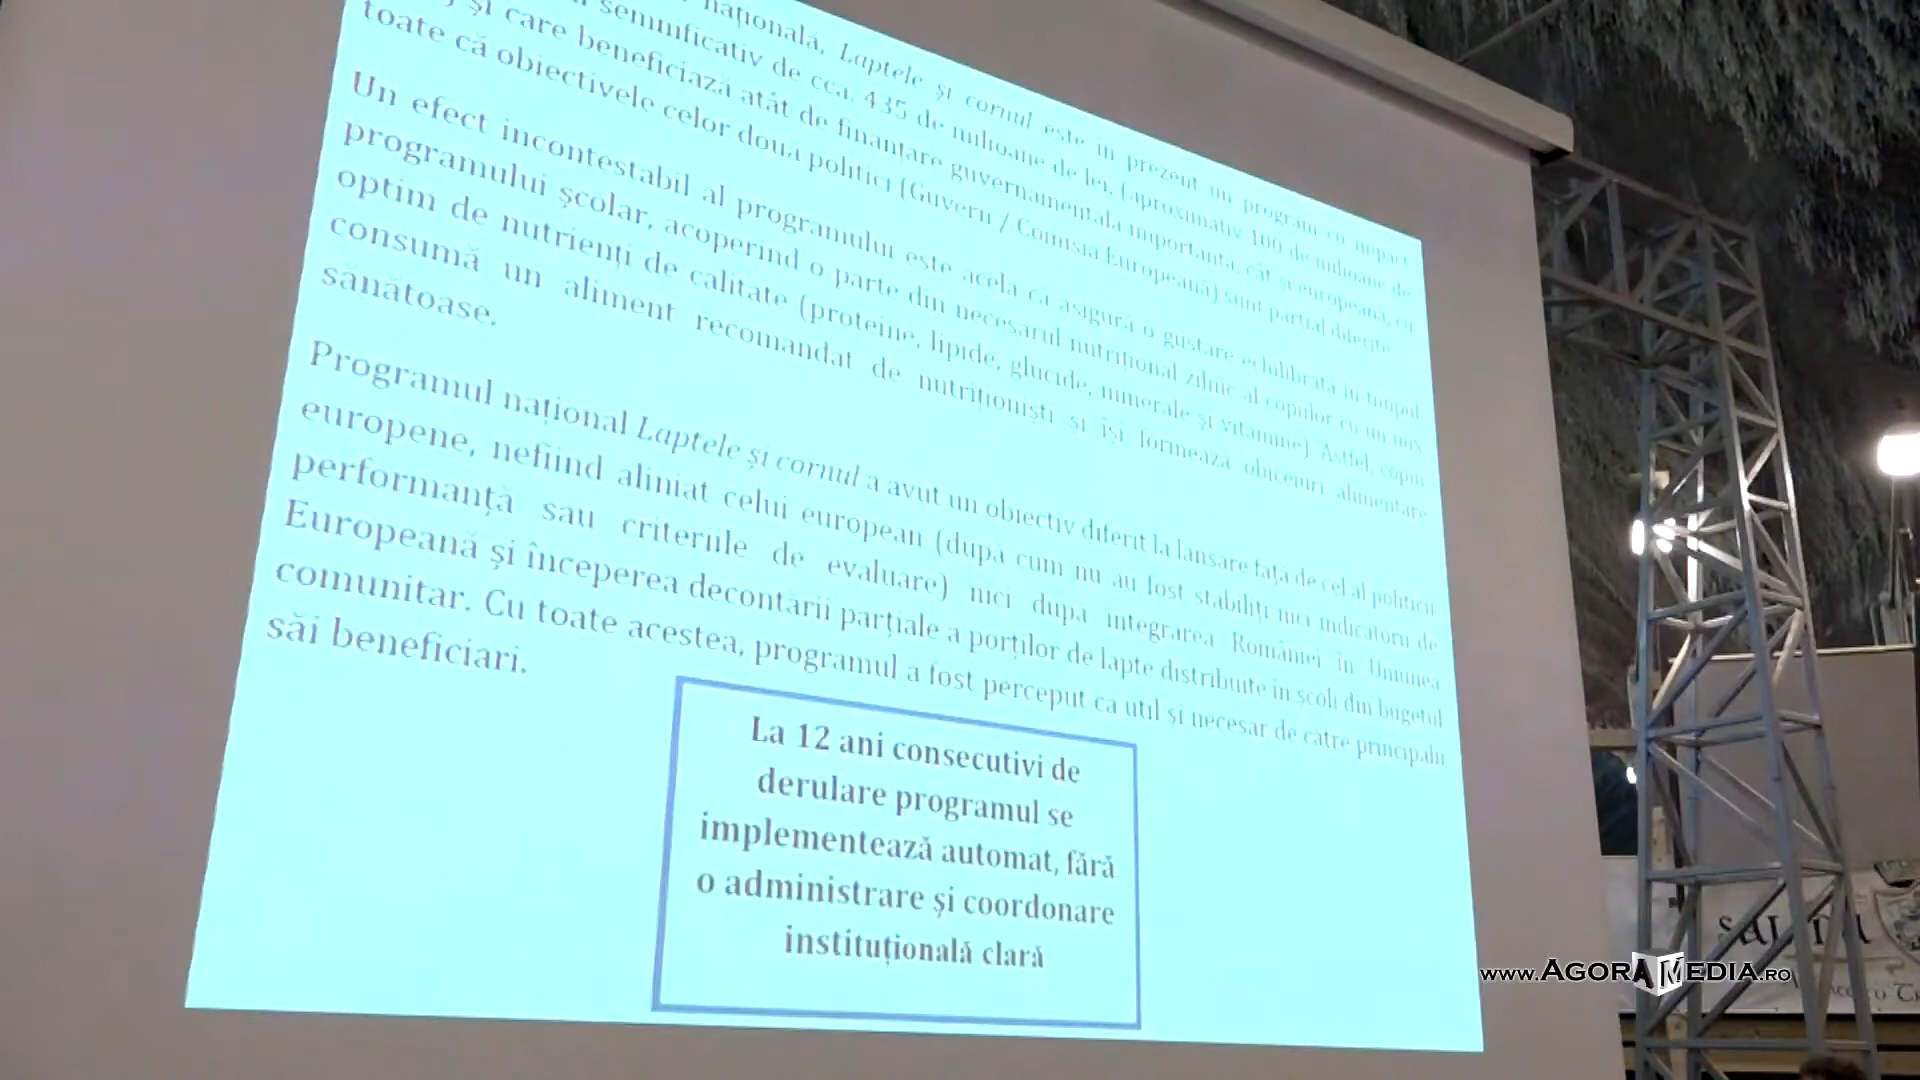 națională, Laptele și cornul este în prezent un program cu impact
semnificativ de cca. 435 de milioane de lei, (aproximativ 100 de milioane de
și care beneficiază atât de finanțare guvernamentală importantă, cât și europeană, cu
toate că obiectivele celor două politici (Guvern / Comisia Europeană) sunt parțial diferite
Un efect incontestabil al programului este acela că asigură o gustare echilibrată în timpul
programului școlar, acoperind o parte din necesarul nutrițional zilnic al copiilor cu un mix
optim de nutrienți de calitate (proteine, lipide, glucide, minerale și vitamine). Astfel, copiii
consumă un aliment recomandat de nutriționiști și își formează obiceiuri alimentare
sănătoase.
Programul național Laptele și cornul a avut un obiectiv diferit la lansare față de cel al politicii
europene, nefiind aliniat celui european (după cum nu au fost stabiliți nici indicatorii de
performanță sau criteriile de evaluare) nici după integrarea României în Uniunea
Europeană și începerea decontării parțiale a porțiilor de lapte distribuite în școli din bugetul
comunitar. Cu toate acestea, programul a fost perceput ca util și necesar de către principalii
săi beneficiari.
La 12 ani consecutivi de
derulare programul se
implementează automat, fără
o administrare și coordonare
instituțională clară
www.AGORAMEDIA.RO